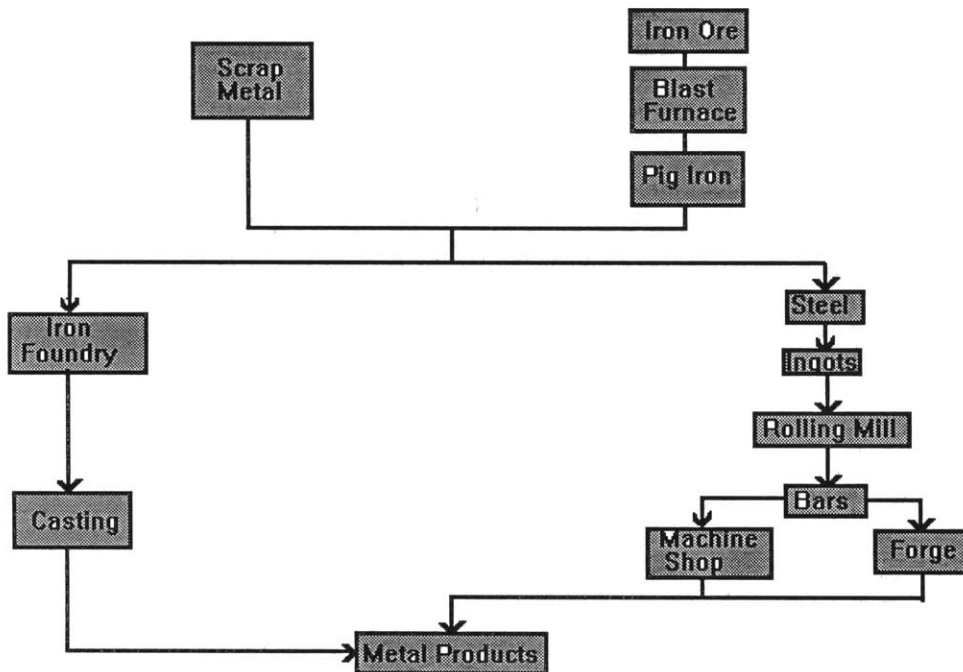 Iron Ore
Scrap
Metal
Blast
Furnace
Pig Iron
Steel
Iron
Foundry
Ingots
Rolling Mill
Bars
Casting
Machine
Shop
Forge
Metal Products